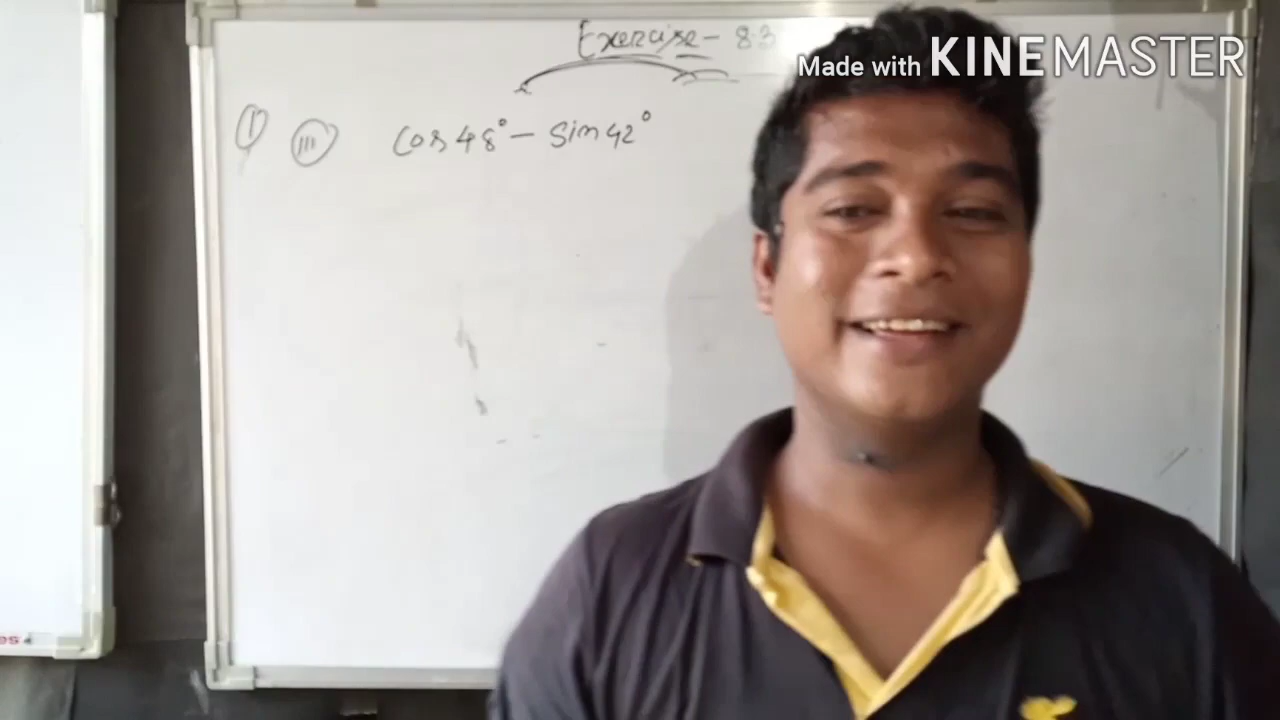 Exercise - 8.3
Made with KINEMASTER
① ⅲ cos 48° - sin 42°